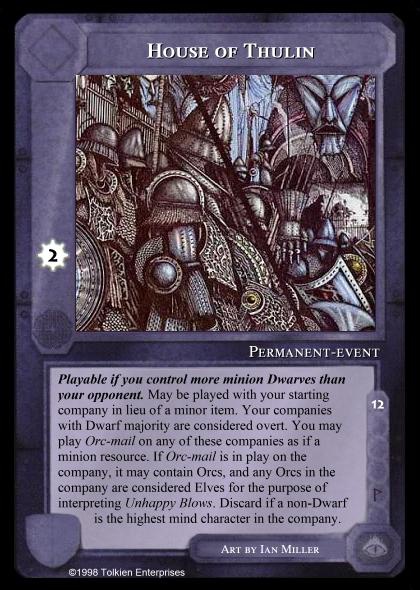 HOUSE OF THULIN
2
PERMANENT-EVENT
Playable if you control more minion Dwarves than
your opponent. May be played with your starting
company in lieu of a minor item. Your companies
with Dwarf majority are considered overt. You may
play Orc-mail on any of these companies as if a
minion resource. If Orc-mail is in play on the
company, it may contain Orcs, and any Orcs in the
company are considered Elves for the purpose of
interpreting Unhappy Blows. Discard if a non-Dwarf
is the highest mind character in the company.
12
ART BY IAN MILLER
©1998 Tolkien Enterprises